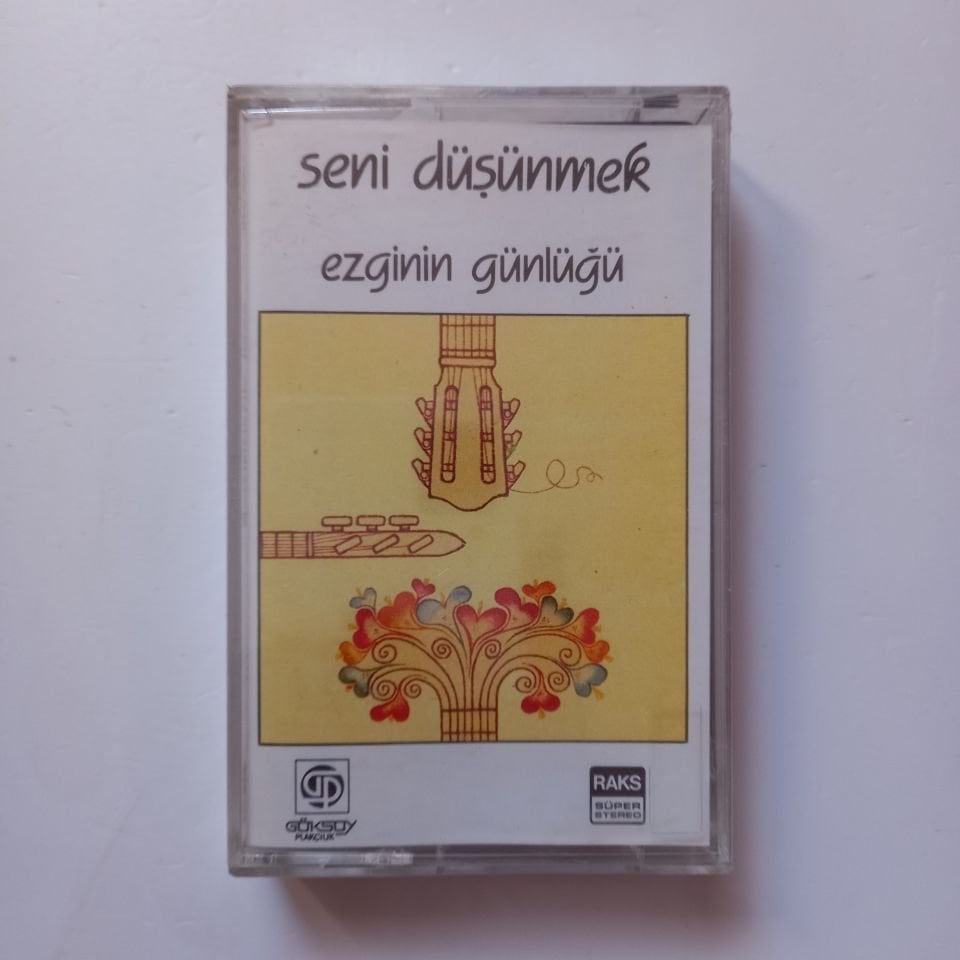 seni düşünmek
ezginin günlüğü
GÖKSOY
PLAKÇILIK
RAKS
SÜPER
STEREO